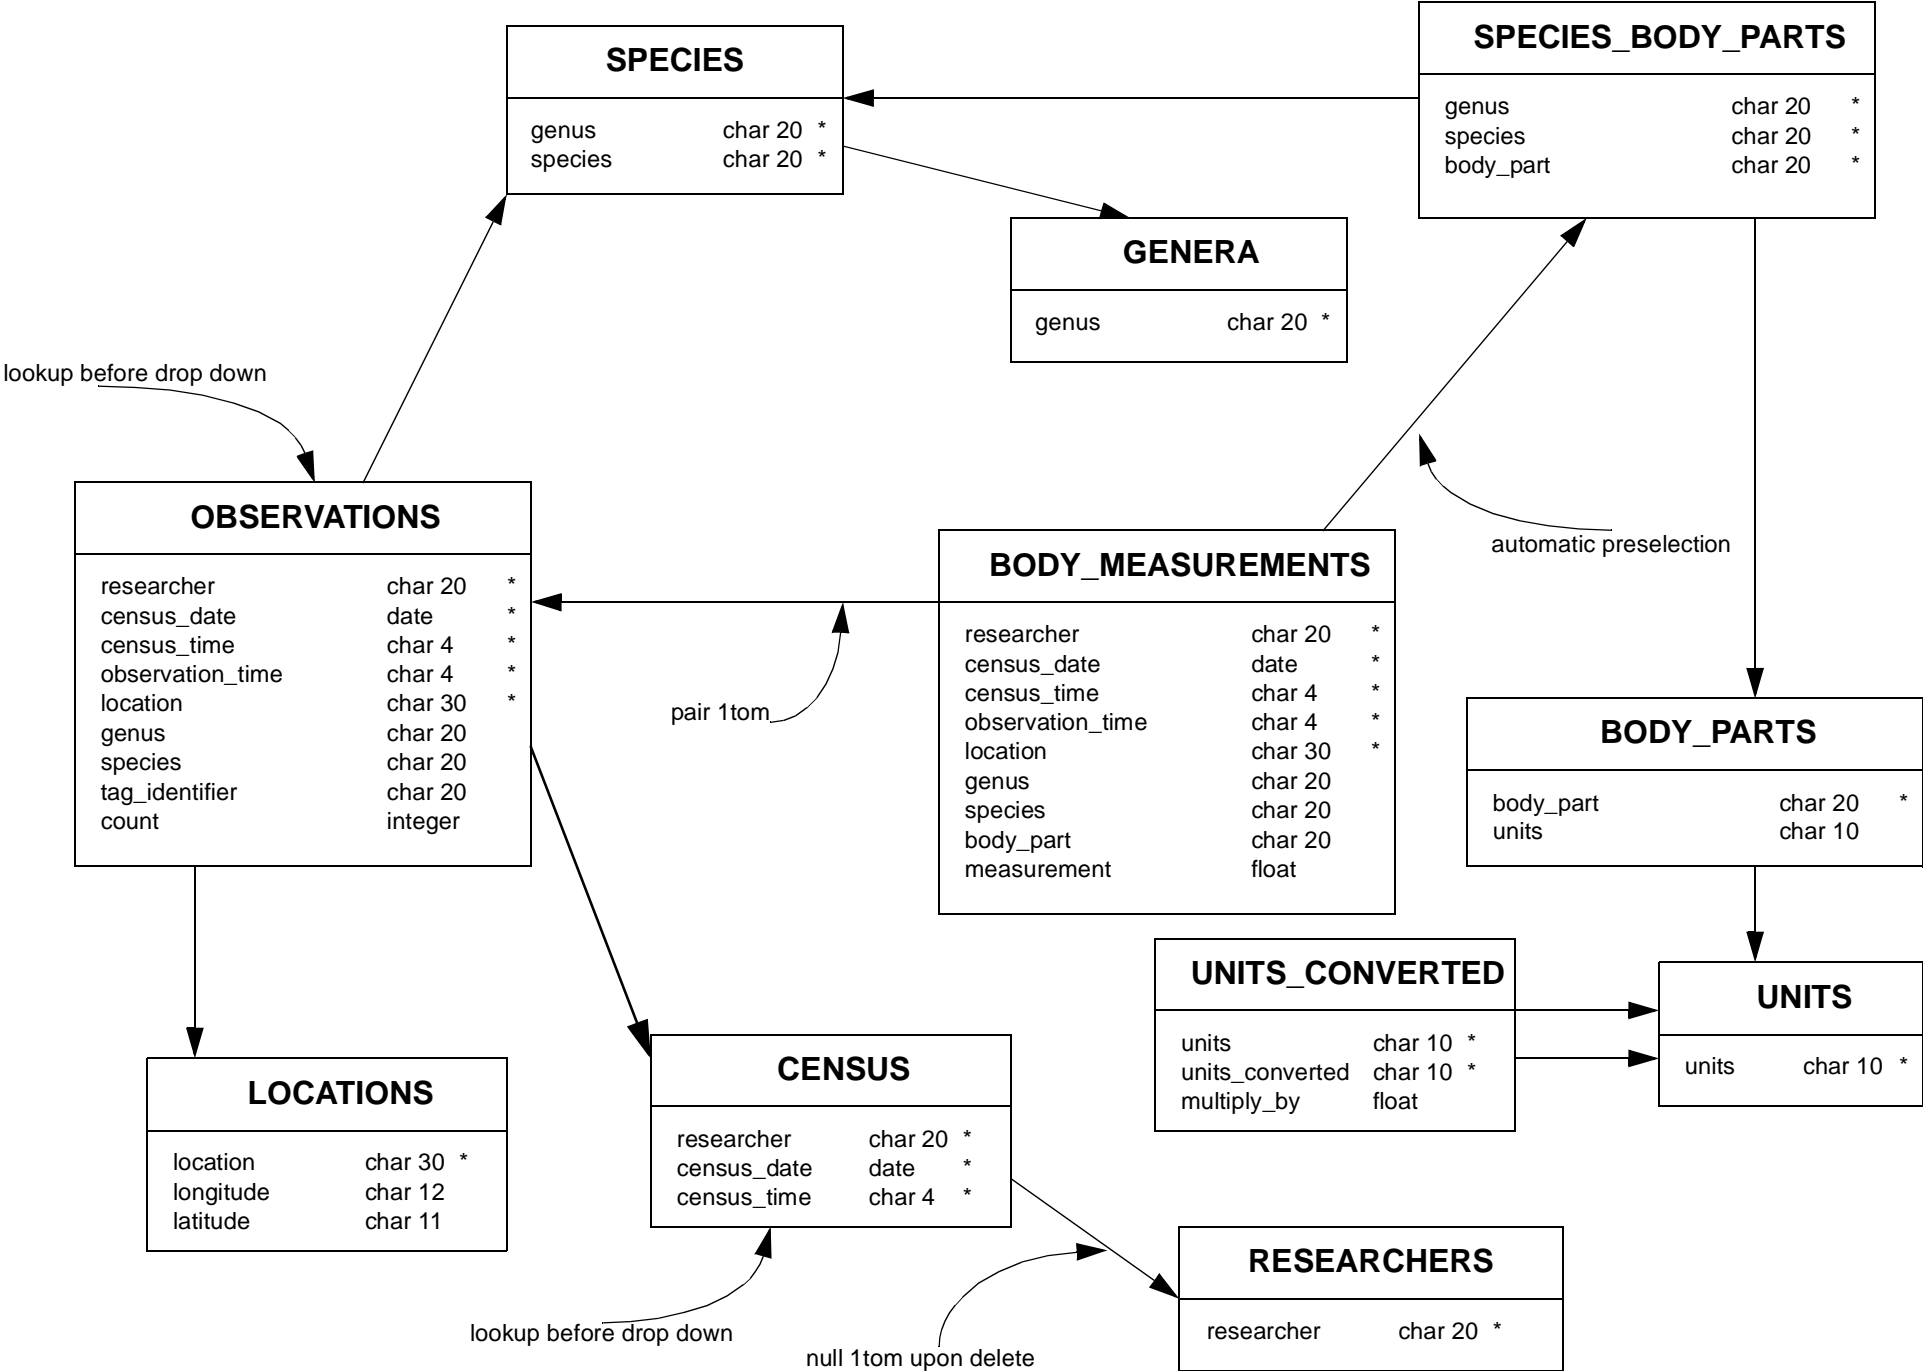 SPECIES
genus char 20 *
species char 20 *
SPECIES_BODY_PARTS
genus char 20 *
species char 20 *
body_part char 20 *
GENERA
genus char 20 *
lookup before drop down
OBSERVATIONS
researcher char 20 *
census_date date *
census_time char 4 *
observation_time char 4 *
location char 30 *
genus char 20
species char 20
tag_identifier char 20
count integer
pair 1tom
BODY_MEASUREMENTS
researcher char 20 *
census_date date *
census_time char 4 *
observation_time char 4 *
location char 30 *
genus char 20
species char 20
body_part char 20
measurement float
automatic preselection
BODY_PARTS
body_part char 20 *
units char 10
UNITS_CONVERTED
units char 10 *
units_converted char 10 *
multiply_by float
UNITS
units char 10 *
LOCATIONS
location char 30 *
longitude char 12
latitude char 11
CENSUS
researcher char 20 *
census_date date *
census_time char 4 *
lookup before drop down
null 1tom upon delete
RESEARCHERS
researcher char 20 *